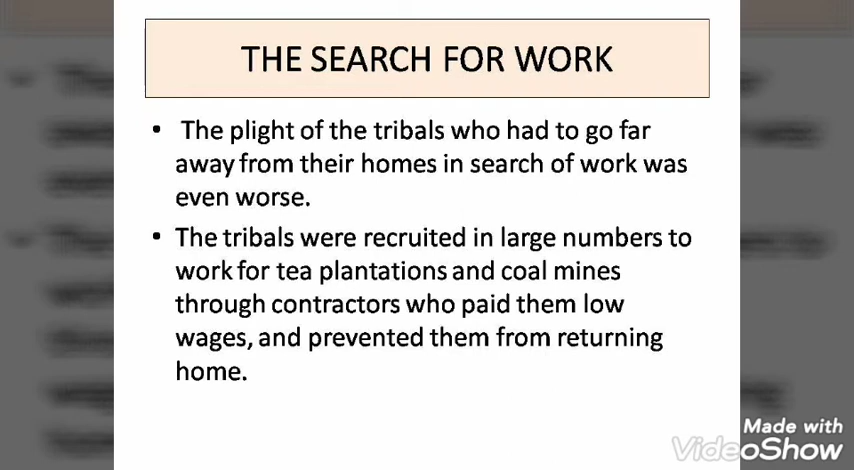 THE SEARCH FOR WORK
• The plight of the tribals who had to go far
away from their homes in search of work was
even worse.
• The tribals were recruited in large numbers to
work for tea plantations and coal mines
through contractors who paid them low
wages, and prevented them from returning
home.
Made with
VideoShow